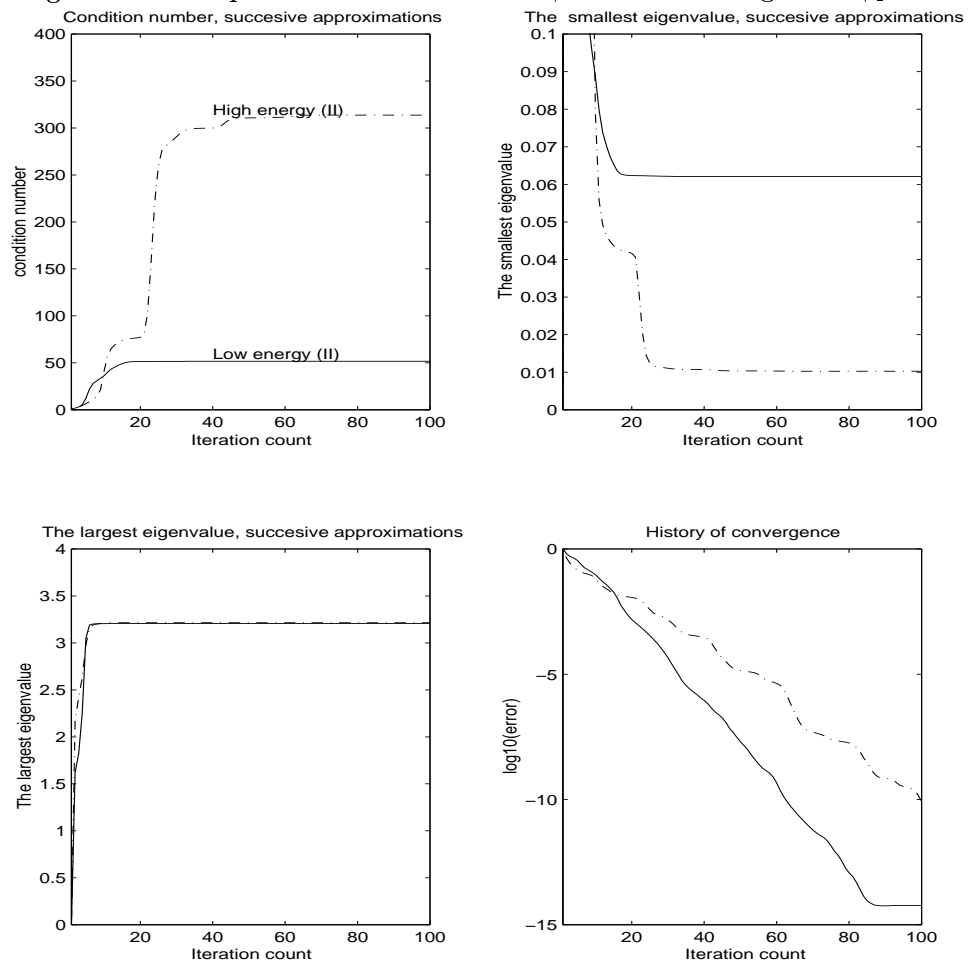 Condition number, succesive approximations
400
350
300
250
200
150
100
50
0
20 40 60 80 100
condition number
Iteration count
High energy (II)
Low energy (II)
The smallest eigenvalue, succesive approximations
0.1
0.09
0.08
0.07
0.06
0.05
0.04
0.03
0.02
0.01
0
20 40 60 80 100
The smallest eigenvalue
Iteration count
The largest eigenvalue, succesive approximations
4
3.5
3
2.5
2
1.5
1
0.5
0
20 40 60 80 100
The largest eigenvalue
Iteration count
History of convergence
0
−5
−10
−15
20 40 60 80 100
log10(error)
Iteration count